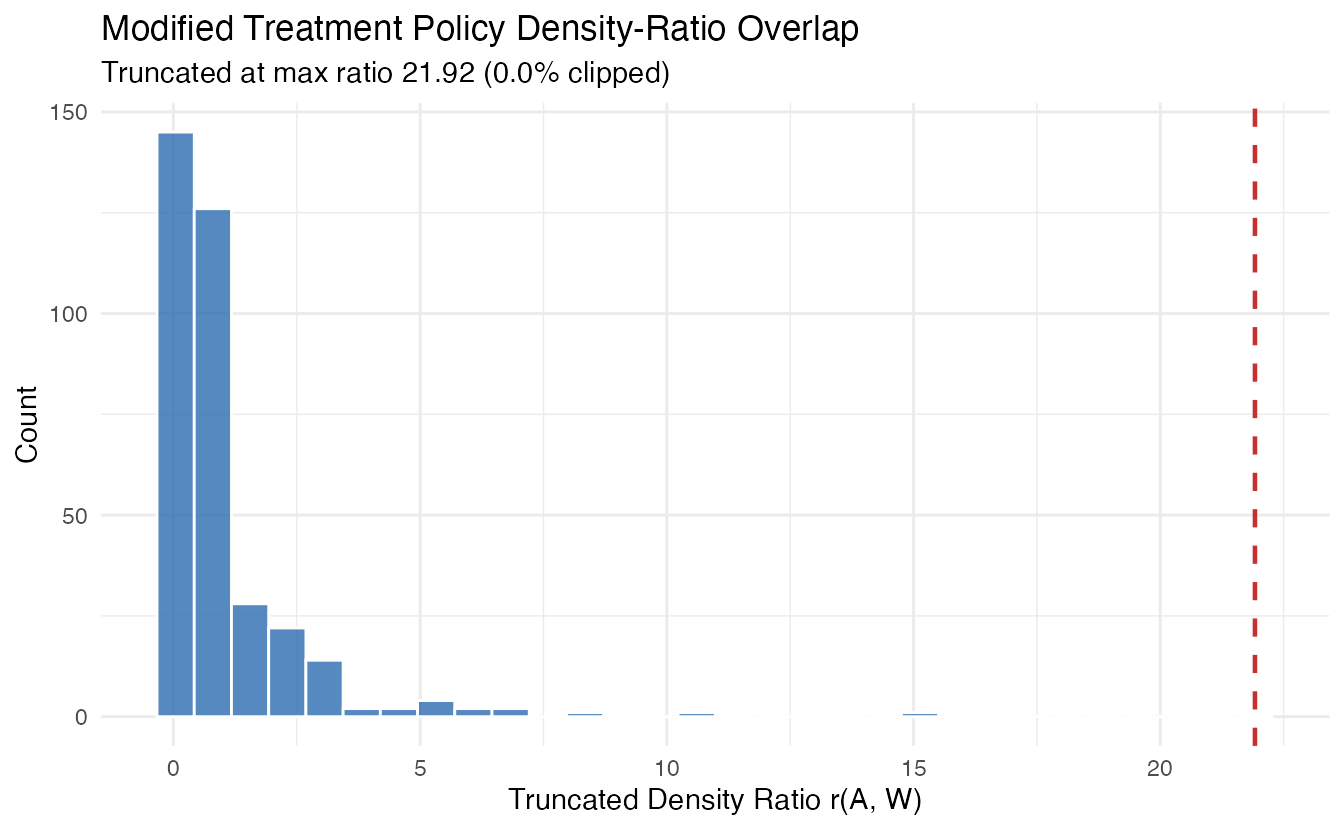 Modified Treatment Policy Density-Ratio Overlap
Truncated at max ratio 21.92 (0.0% clipped)
150
100
50
0
Count
0 5 10 15 20
Truncated Density Ratio r(A, W)